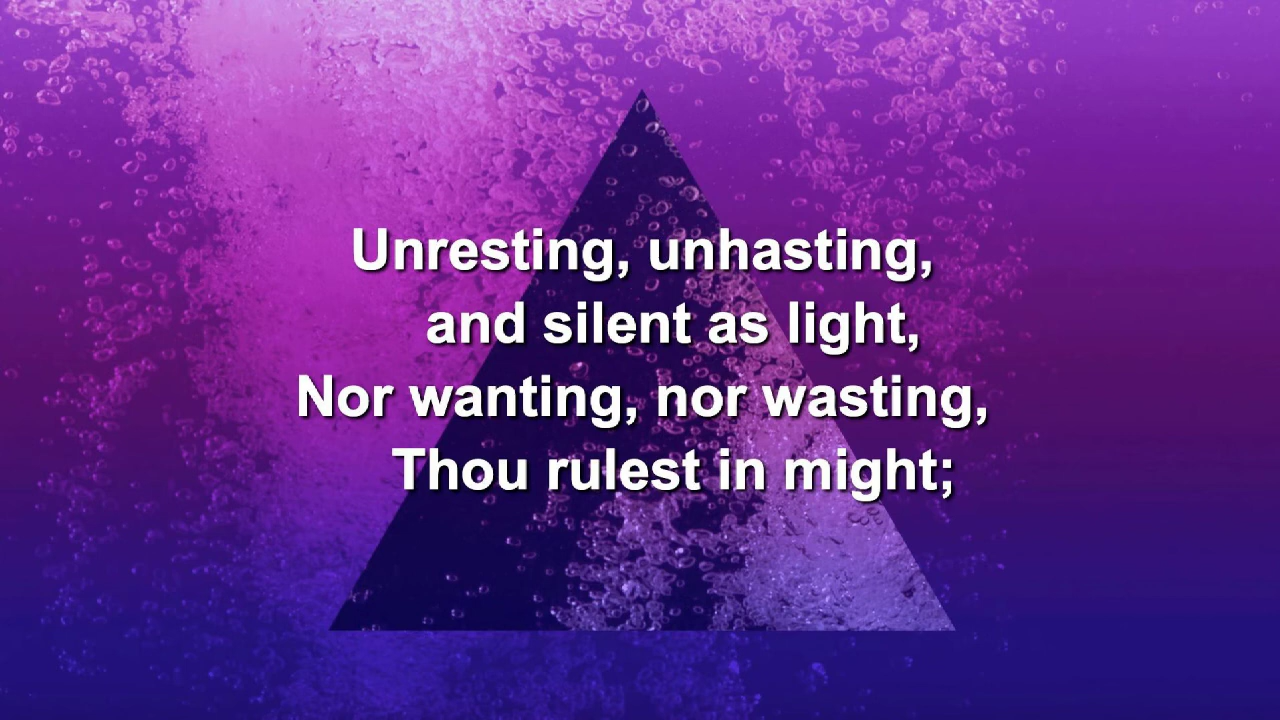 Unresting, unhasting,
and silent as light,
Nor wanting, nor wasting,
Thou rulest in might;